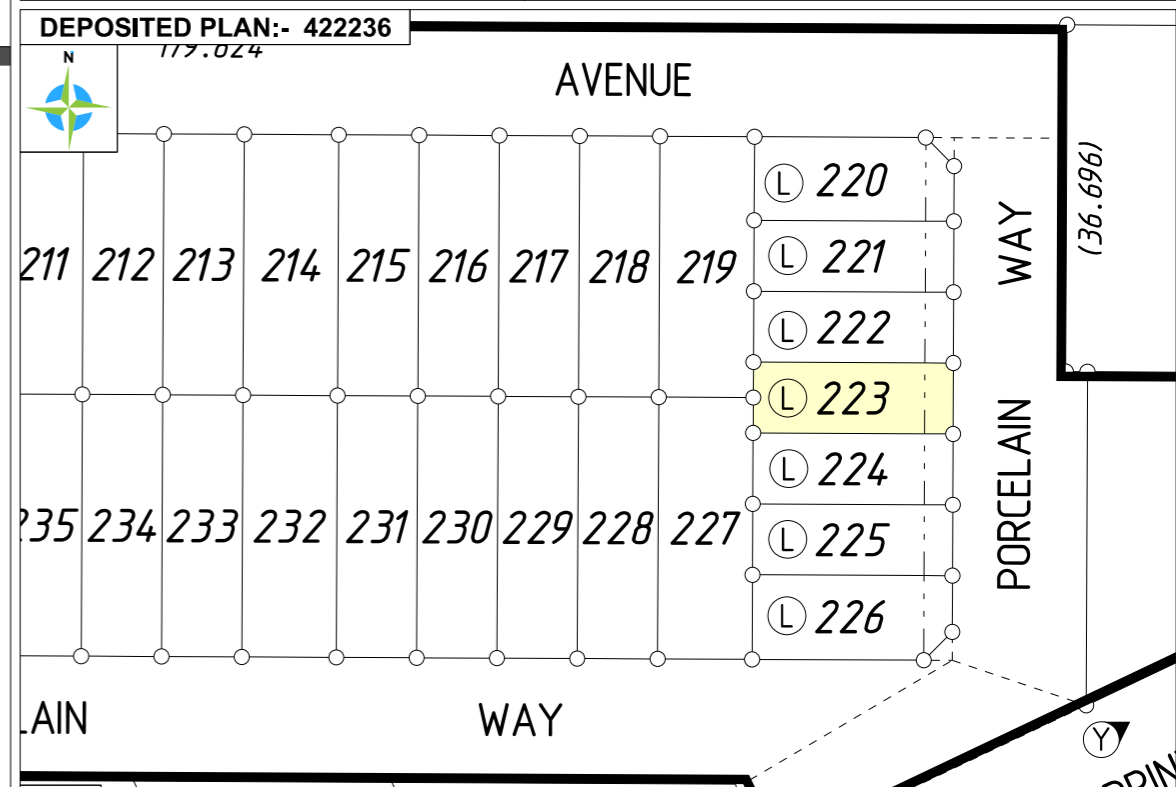 DEPOSITED PLAN:- 422236
N
AVENUE
(36.696)
WAY
L 220
L 221
L 222
L 223
L 224
L 225
L 226
211 212 213 214 215 216 217 218 219
235 234 233 232 231 230 229 228 227
PORCELAIN
LAIN
WAY
Y